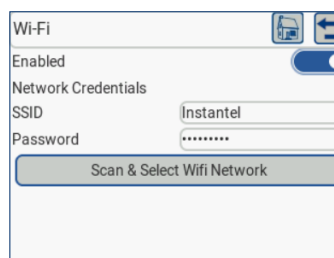 Wi-Fi
Enabled
Network Credentials
SSID Instantel
Password •••••••••
Scan & Select Wifi Network